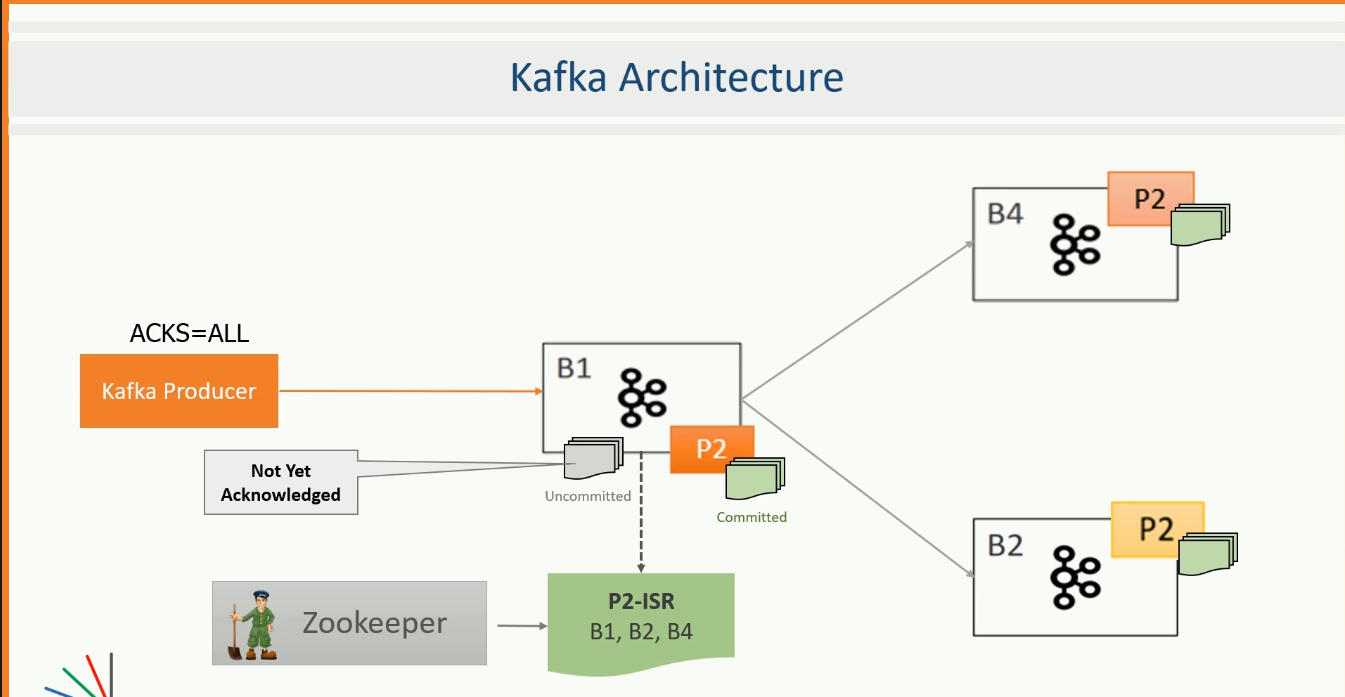 Kafka Architecture
B4
P2
ACKS=ALL
Kafka Producer
B1
P2
Not Yet
Acknowledged
Uncommitted
Committed
B2
P2
Zookeeper
P2-ISR
B1, B2, B4